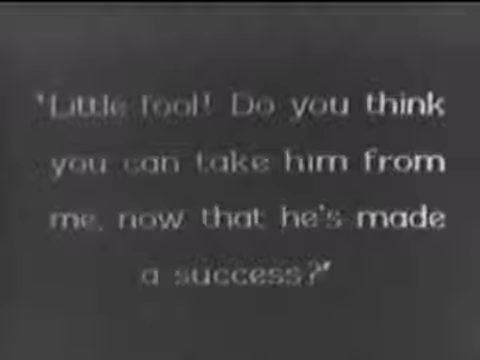 "Little fool! Do you think
you can take him from
me, now that he's made
a success?"